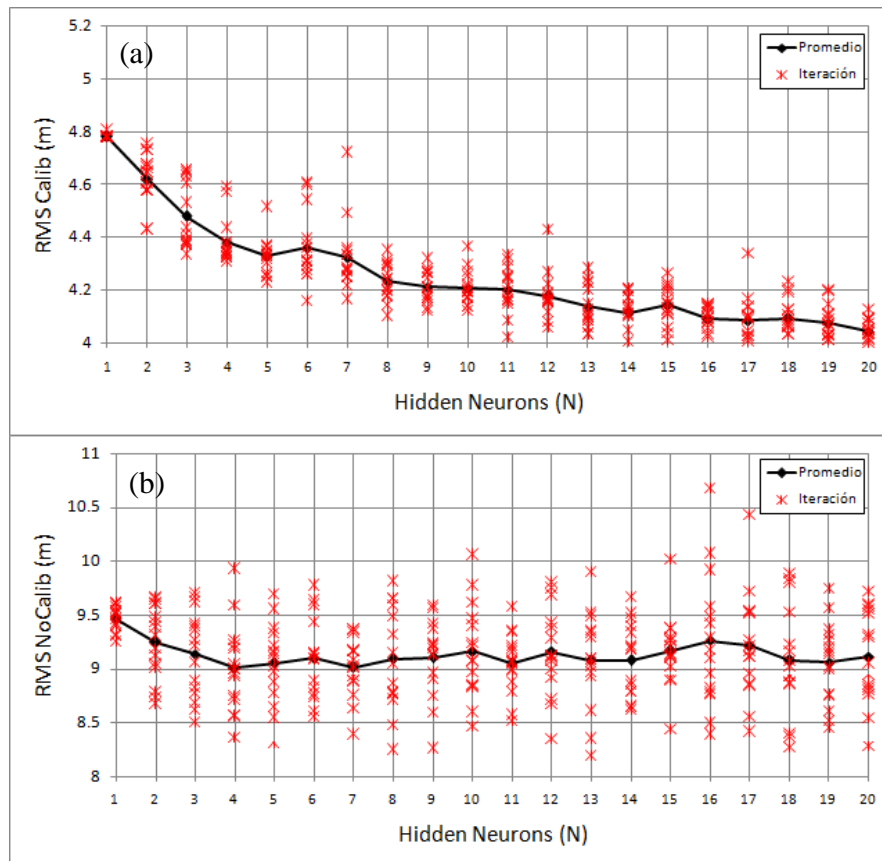 (a)
Promedio
Iteración
RMS Calib (m)
5.2
5
4.8
4.6
4.4
4.2
4
1 2 3 4 5 6 7 8 9 10 11 12 13 14 15 16 17 18 19 20
Hidden Neurons (N)
(b)
Promedio
Iteración
RMS NoCalib (m)
11
10.5
10
9.5
9
8.5
8
1 2 3 4 5 6 7 8 9 10 11 12 13 14 15 16 17 18 19 20
Hidden Neurons (N)